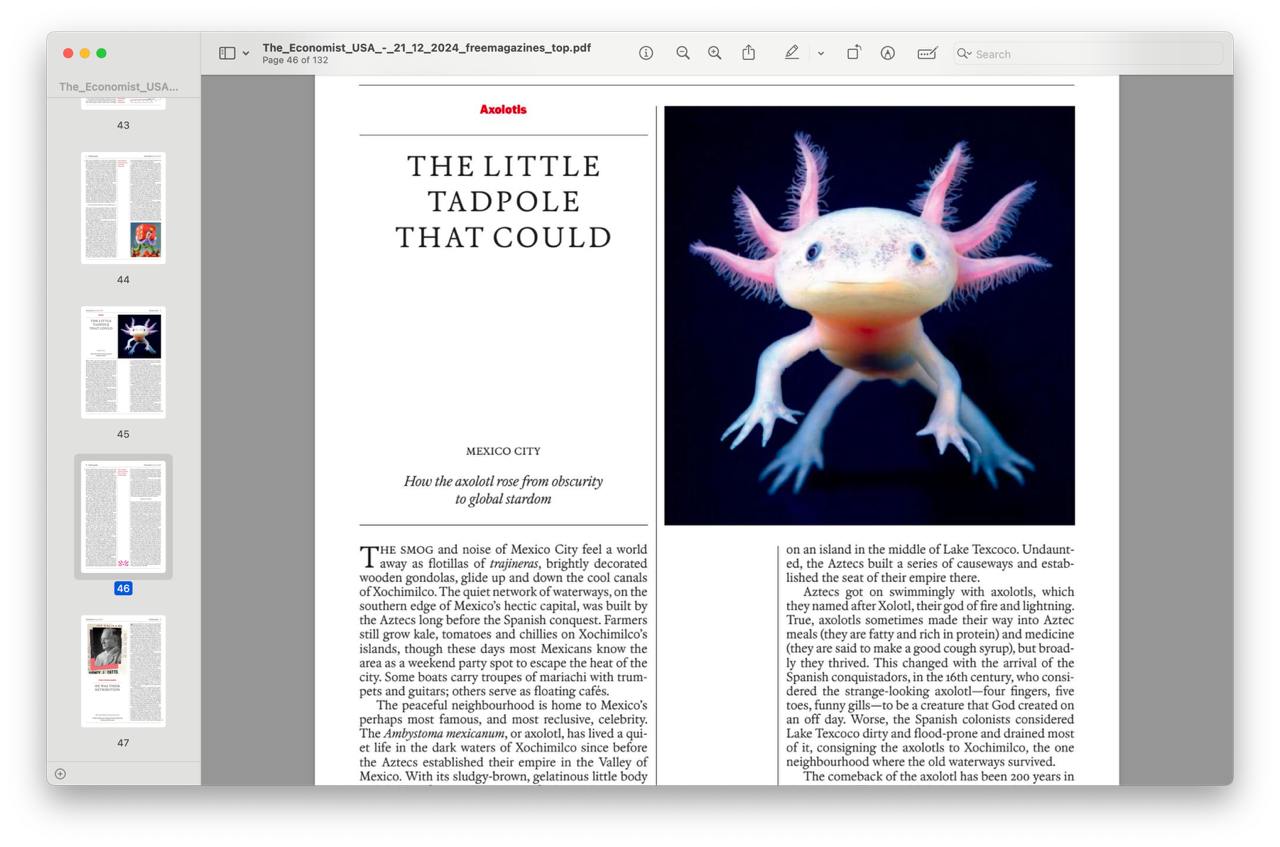 The_Economist_USA_-_21_12_2024_freemagazines_top.pdf
Page 46 of 132
Search
The_Economist_USA...
43
44
45
46
47
Axolotls
THE LITTLE
TADPOLE
THAT COULD
MEXICO CITY
How the axolotl rose from obscurity
to global stardom
THE SMOG and noise of Mexico City feel a world
away as flotillas of trajineras, brightly decorated
wooden gondolas, glide up and down the cool canals
of Xochimilco. The quiet network of waterways, on the
southern edge of Mexico's hectic capital, was built by
the Aztecs long before the Spanish conquest. Farmers
still grow kale, tomatoes and chillies on Xochimilco's
islands, though these days most Mexicans know the
area as a weekend party spot to escape the heat of the
city. Some boats carry troupes of mariachi with trum-
pets and guitars; others serve as floating cafés.
The peaceful neighbourhood is home to Mexico's
perhaps most famous, and most reclusive, celebrity.
The Ambystoma mexicanum, or axolotl, has lived a qui-
et life in the dark waters of Xochimilco since before
the Aztecs established their empire in the Valley of
Mexico. With its sludgy-brown, gelatinous little body
on an island in the middle of Lake Texcoco. Undaunt-
ed, the Aztecs built a series of causeways and estab-
lished the seat of their empire there.
Aztecs got on swimmingly with axolotls, which
they named after Xolotl, their god of fire and lightning.
True, axolotls sometimes made their way into Aztec
meals (they are fatty and rich in protein) and medicine
(they are said to make a good cough syrup), but broad-
ly they thrived. This changed with the arrival of the
Spanish conquistadors, in the 16th century, who consi-
dered the strange-looking axolotl—four fingers, five
toes, funny gills—to be a creature that God created on
an off day. Worse, the Spanish colonists considered
Lake Texcoco dirty and flood-prone and drained most
of it, consigning the axolotls to Xochimilco, the one
neighbourhood where the old waterways survived.
The comeback of the axolotl has been 200 years in